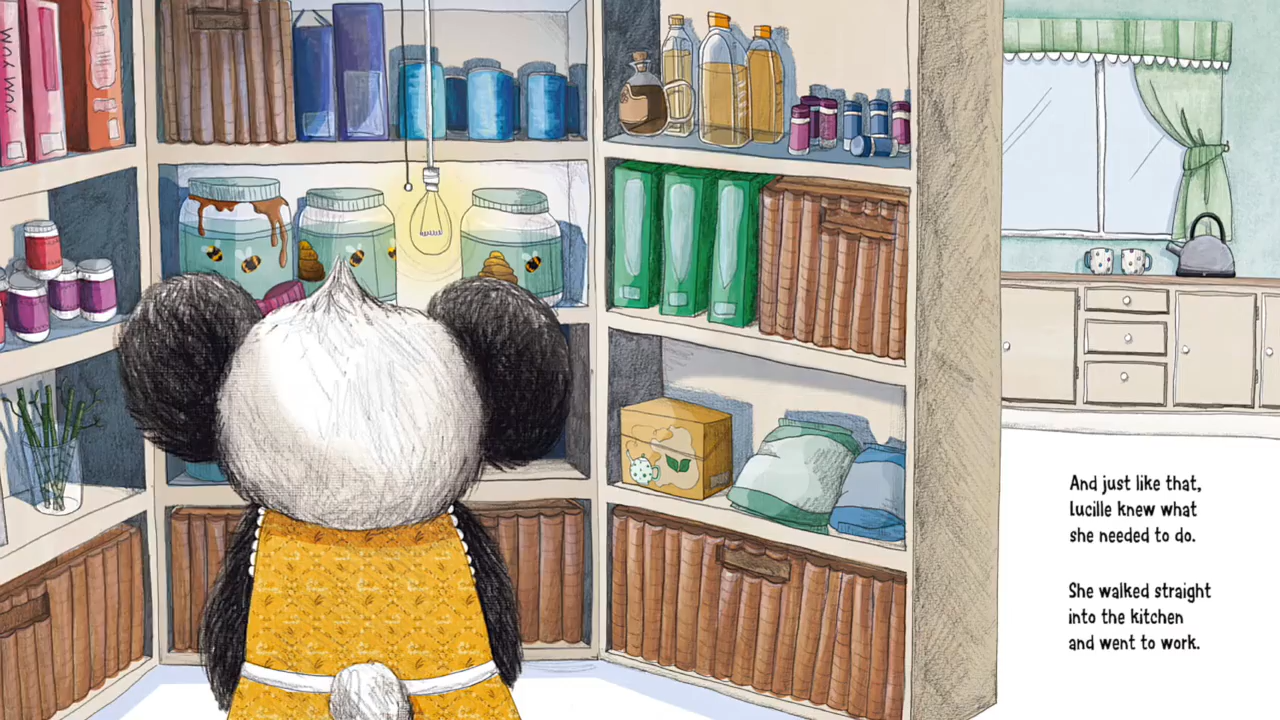 And just like that,
Lucille knew what
she needed to do.
She walked straight
into the kitchen
and went to work.